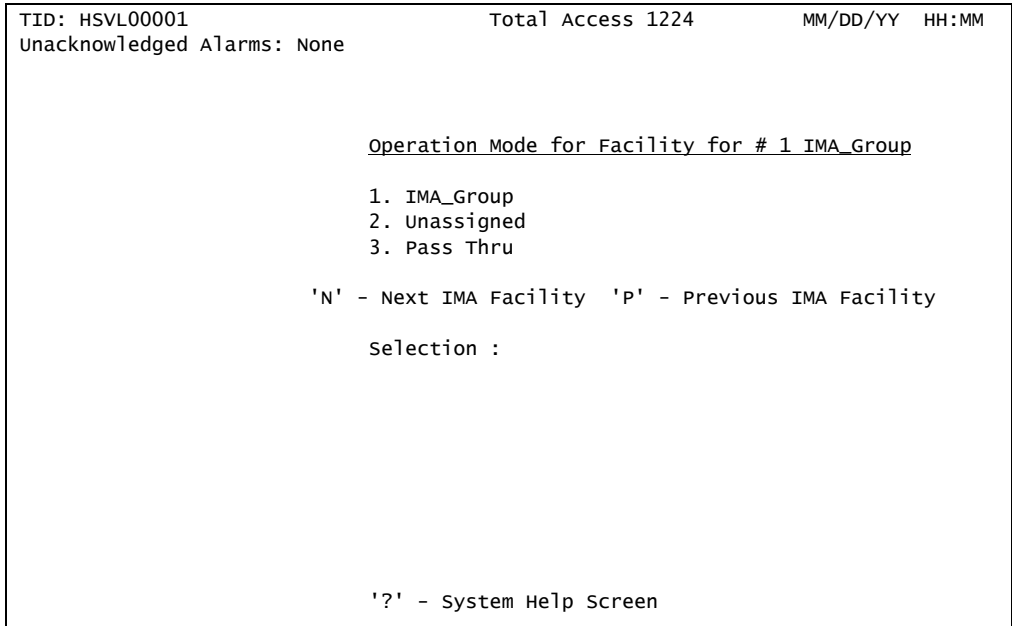 TID: HSVL00001 Total Access 1224 MM/DD/YY HH:MM
Unacknowledged Alarms: None
Operation Mode for Facility for # 1 IMA_Group
1. IMA_Group
2. Unassigned
3. Pass Thru
'N' - Next IMA Facility 'P' - Previous IMA Facility
Selection :
'?' - System Help Screen